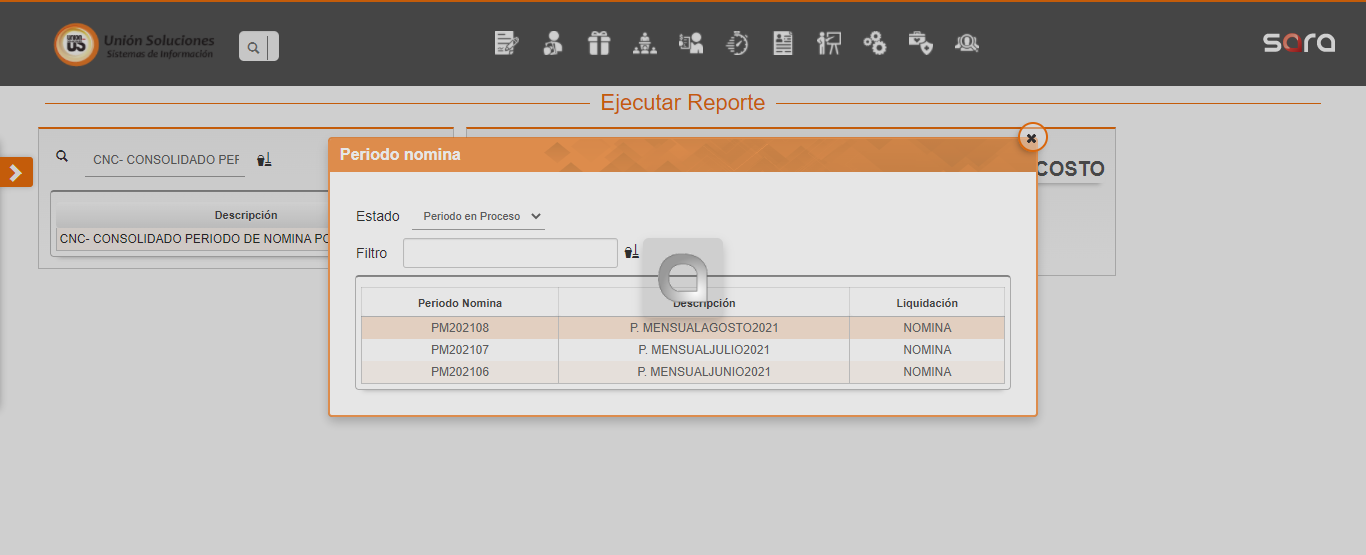 UNION
US
Unión Soluciones
Sistemas de Información
sara
Ejecutar Reporte
CNC- CONSOLIDADO PER
Descripción
CNC- CONSOLIDADO PERIODO DE NOMINA PO
COSTO
Periodo nomina
Estado
Periodo en Proceso
Filtro
Periodo Nomina Descripción Liquidación
PM202108 P. MENSUALAGOSTO2021 NOMINA
PM202107 P. MENSUALJULIO2021 NOMINA
PM202106 P. MENSUALJUNIO2021 NOMINA